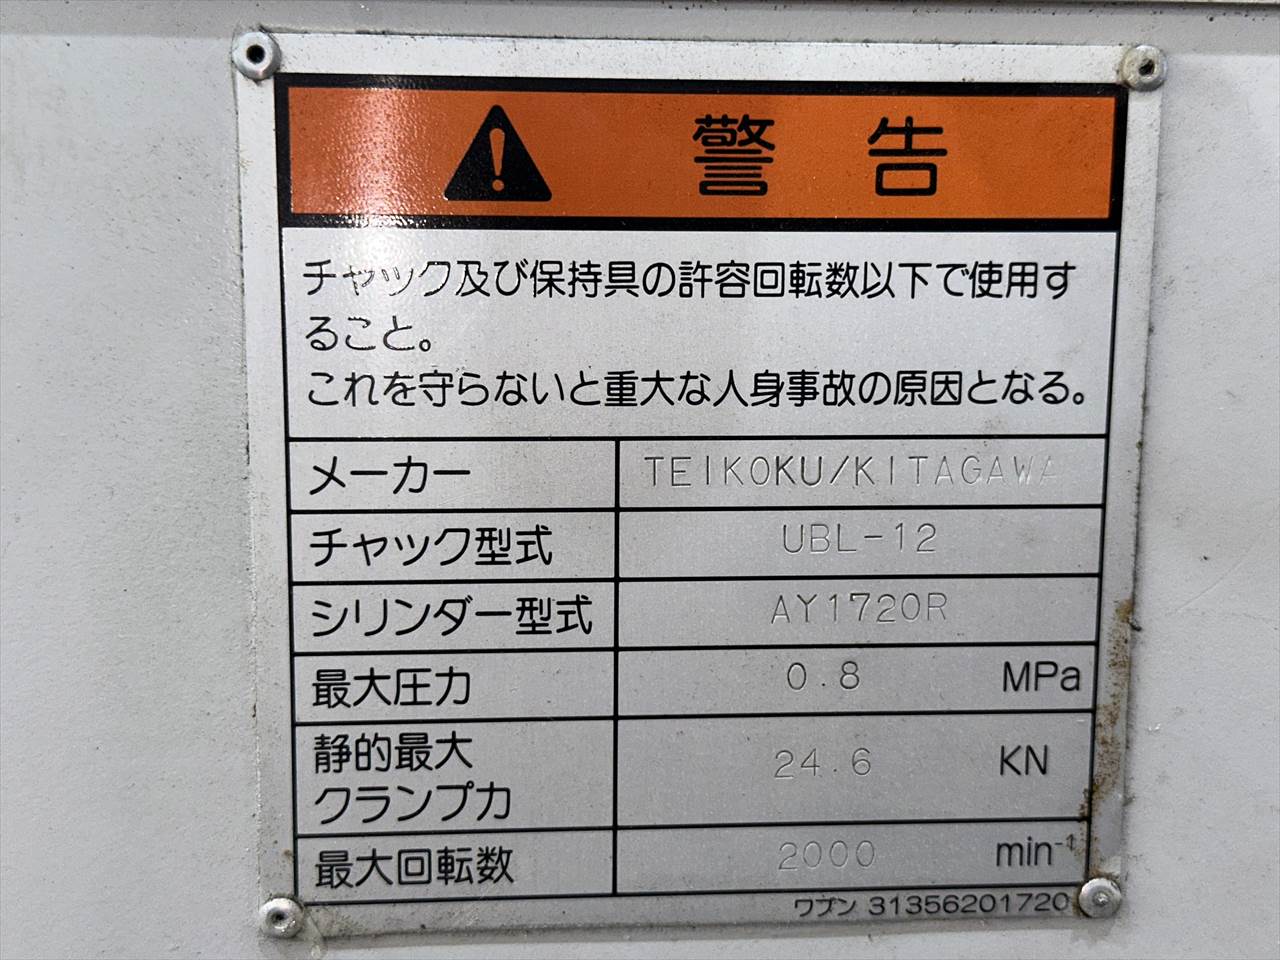 警告
チャック及び保持具の許容回転数以下で使用す
ること。
これを守らないと重大な人身事故の原因となる。
メーカー TEIKOKU/KITAGAWA
チャック型式 UBL-12
シリンダー型式 AY1720R
最大圧力 0.8 MPa
静的最大
クランプ力 24.6 KN
最大回転数 2000 min⁻¹
ワブン 31356201720